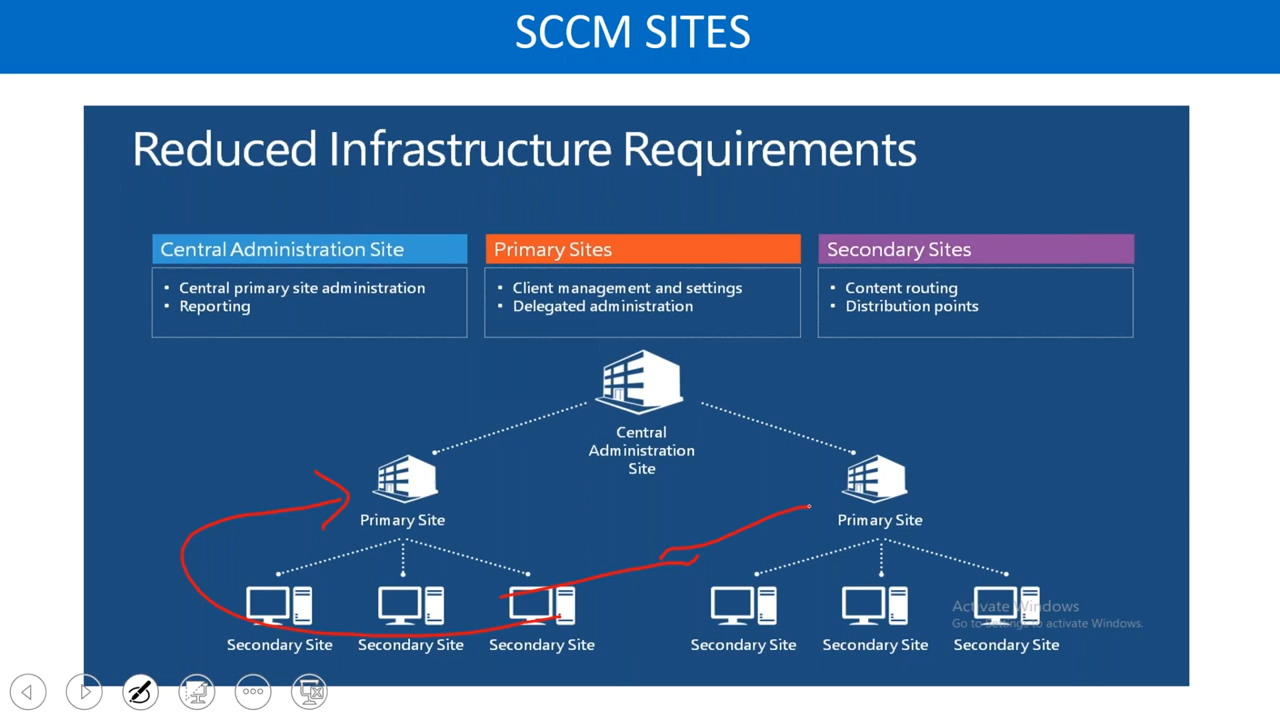 SCCM SITES
Reduced Infrastructure Requirements
Central Administration Site
• Central primary site administration
• Reporting
Primary Sites
• Client management and settings
• Delegated administration
Secondary Sites
• Content routing
• Distribution points
Central
Administration
Site
Primary Site
Primary Site
Secondary Site
Secondary Site
Secondary Site
Secondary Site
Secondary Site
Secondary Site
Activate Windows
Go to Settings to activate Windows.